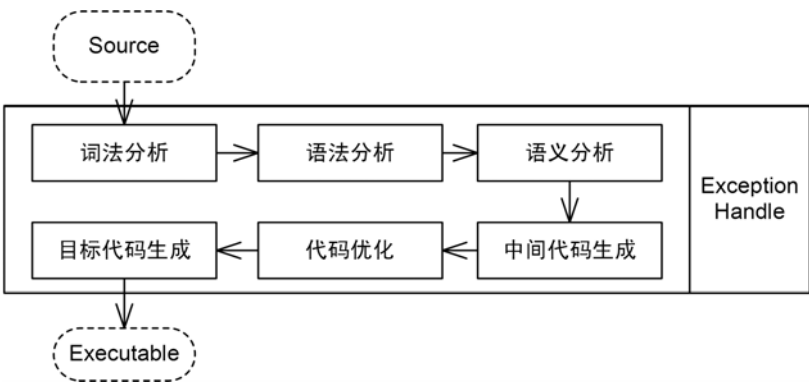 Source
词法分析
语法分析
语义分析
Exception
Handle
目标代码生成
代码优化
中间代码生成
Executable